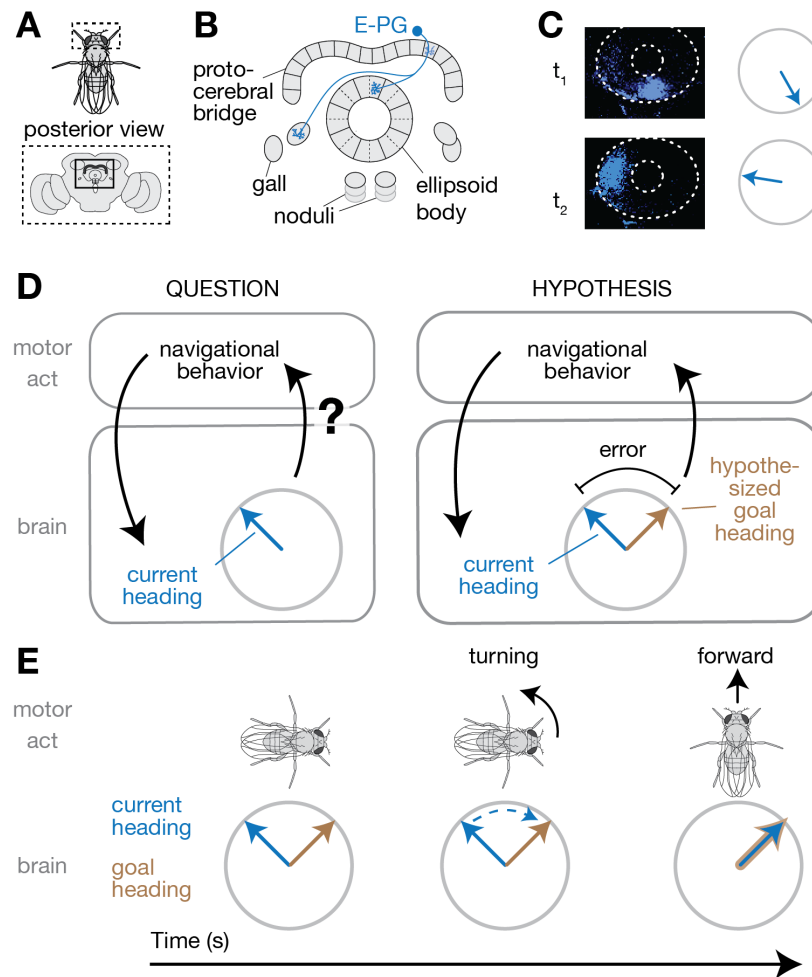 A
posterior view
B
E-PG
proto-
cerebral
bridge
gall
noduli
ellipsoid
body
C
t1
t2
D
QUESTION
motor
act
navigational
behavior
?
brain
current
heading
HYPOTHESIS
navigational
behavior
error
hypothe-
sized
goal
heading
current
heading
E
motor
act
turning
forward
current
heading
brain
goal
heading
Time (s)